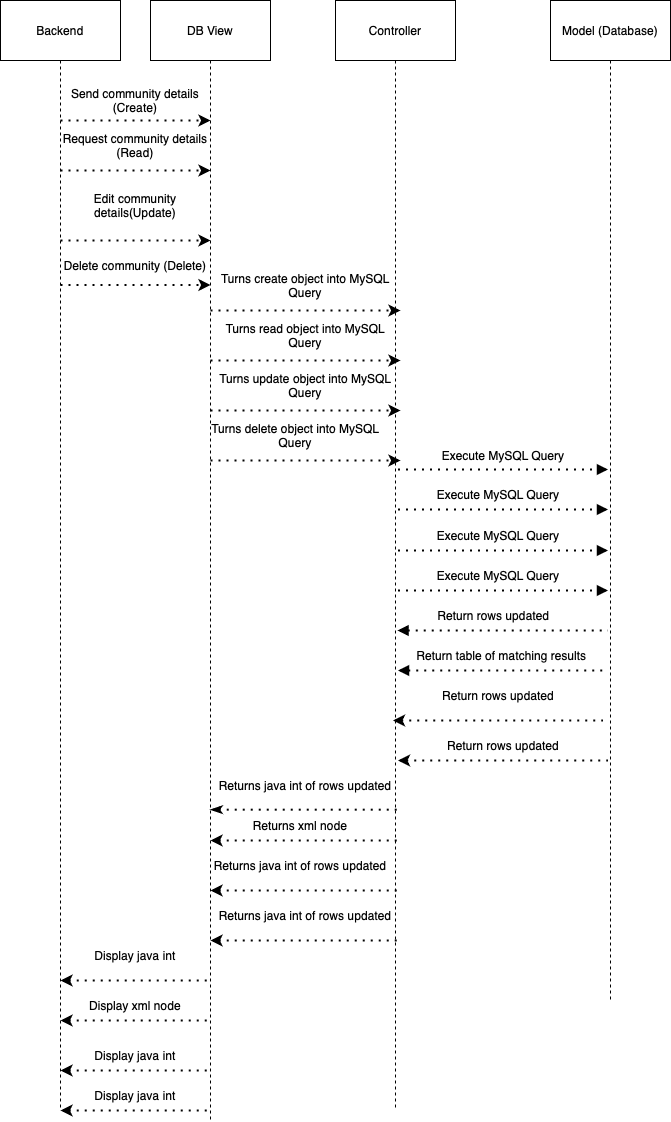 Backend
DB View
Controller
Model (Database)
Send community details
(Create)
Request community details
(Read)
Edit community
details(Update)
Delete community (Delete)
Turns create object into MySQL
Query
Turns read object into MySQL
Query
Turns update object into MySQL
Query
Turns delete object into MySQL
Query
Execute MySQL Query
Execute MySQL Query
Execute MySQL Query
Execute MySQL Query
Return rows updated
Return table of matching results
Return rows updated
Return rows updated
Returns java int of rows updated
Returns xml node
Returns java int of rows updated
Returns java int of rows updated
Display java int
Display xml node
Display java int
Display java int